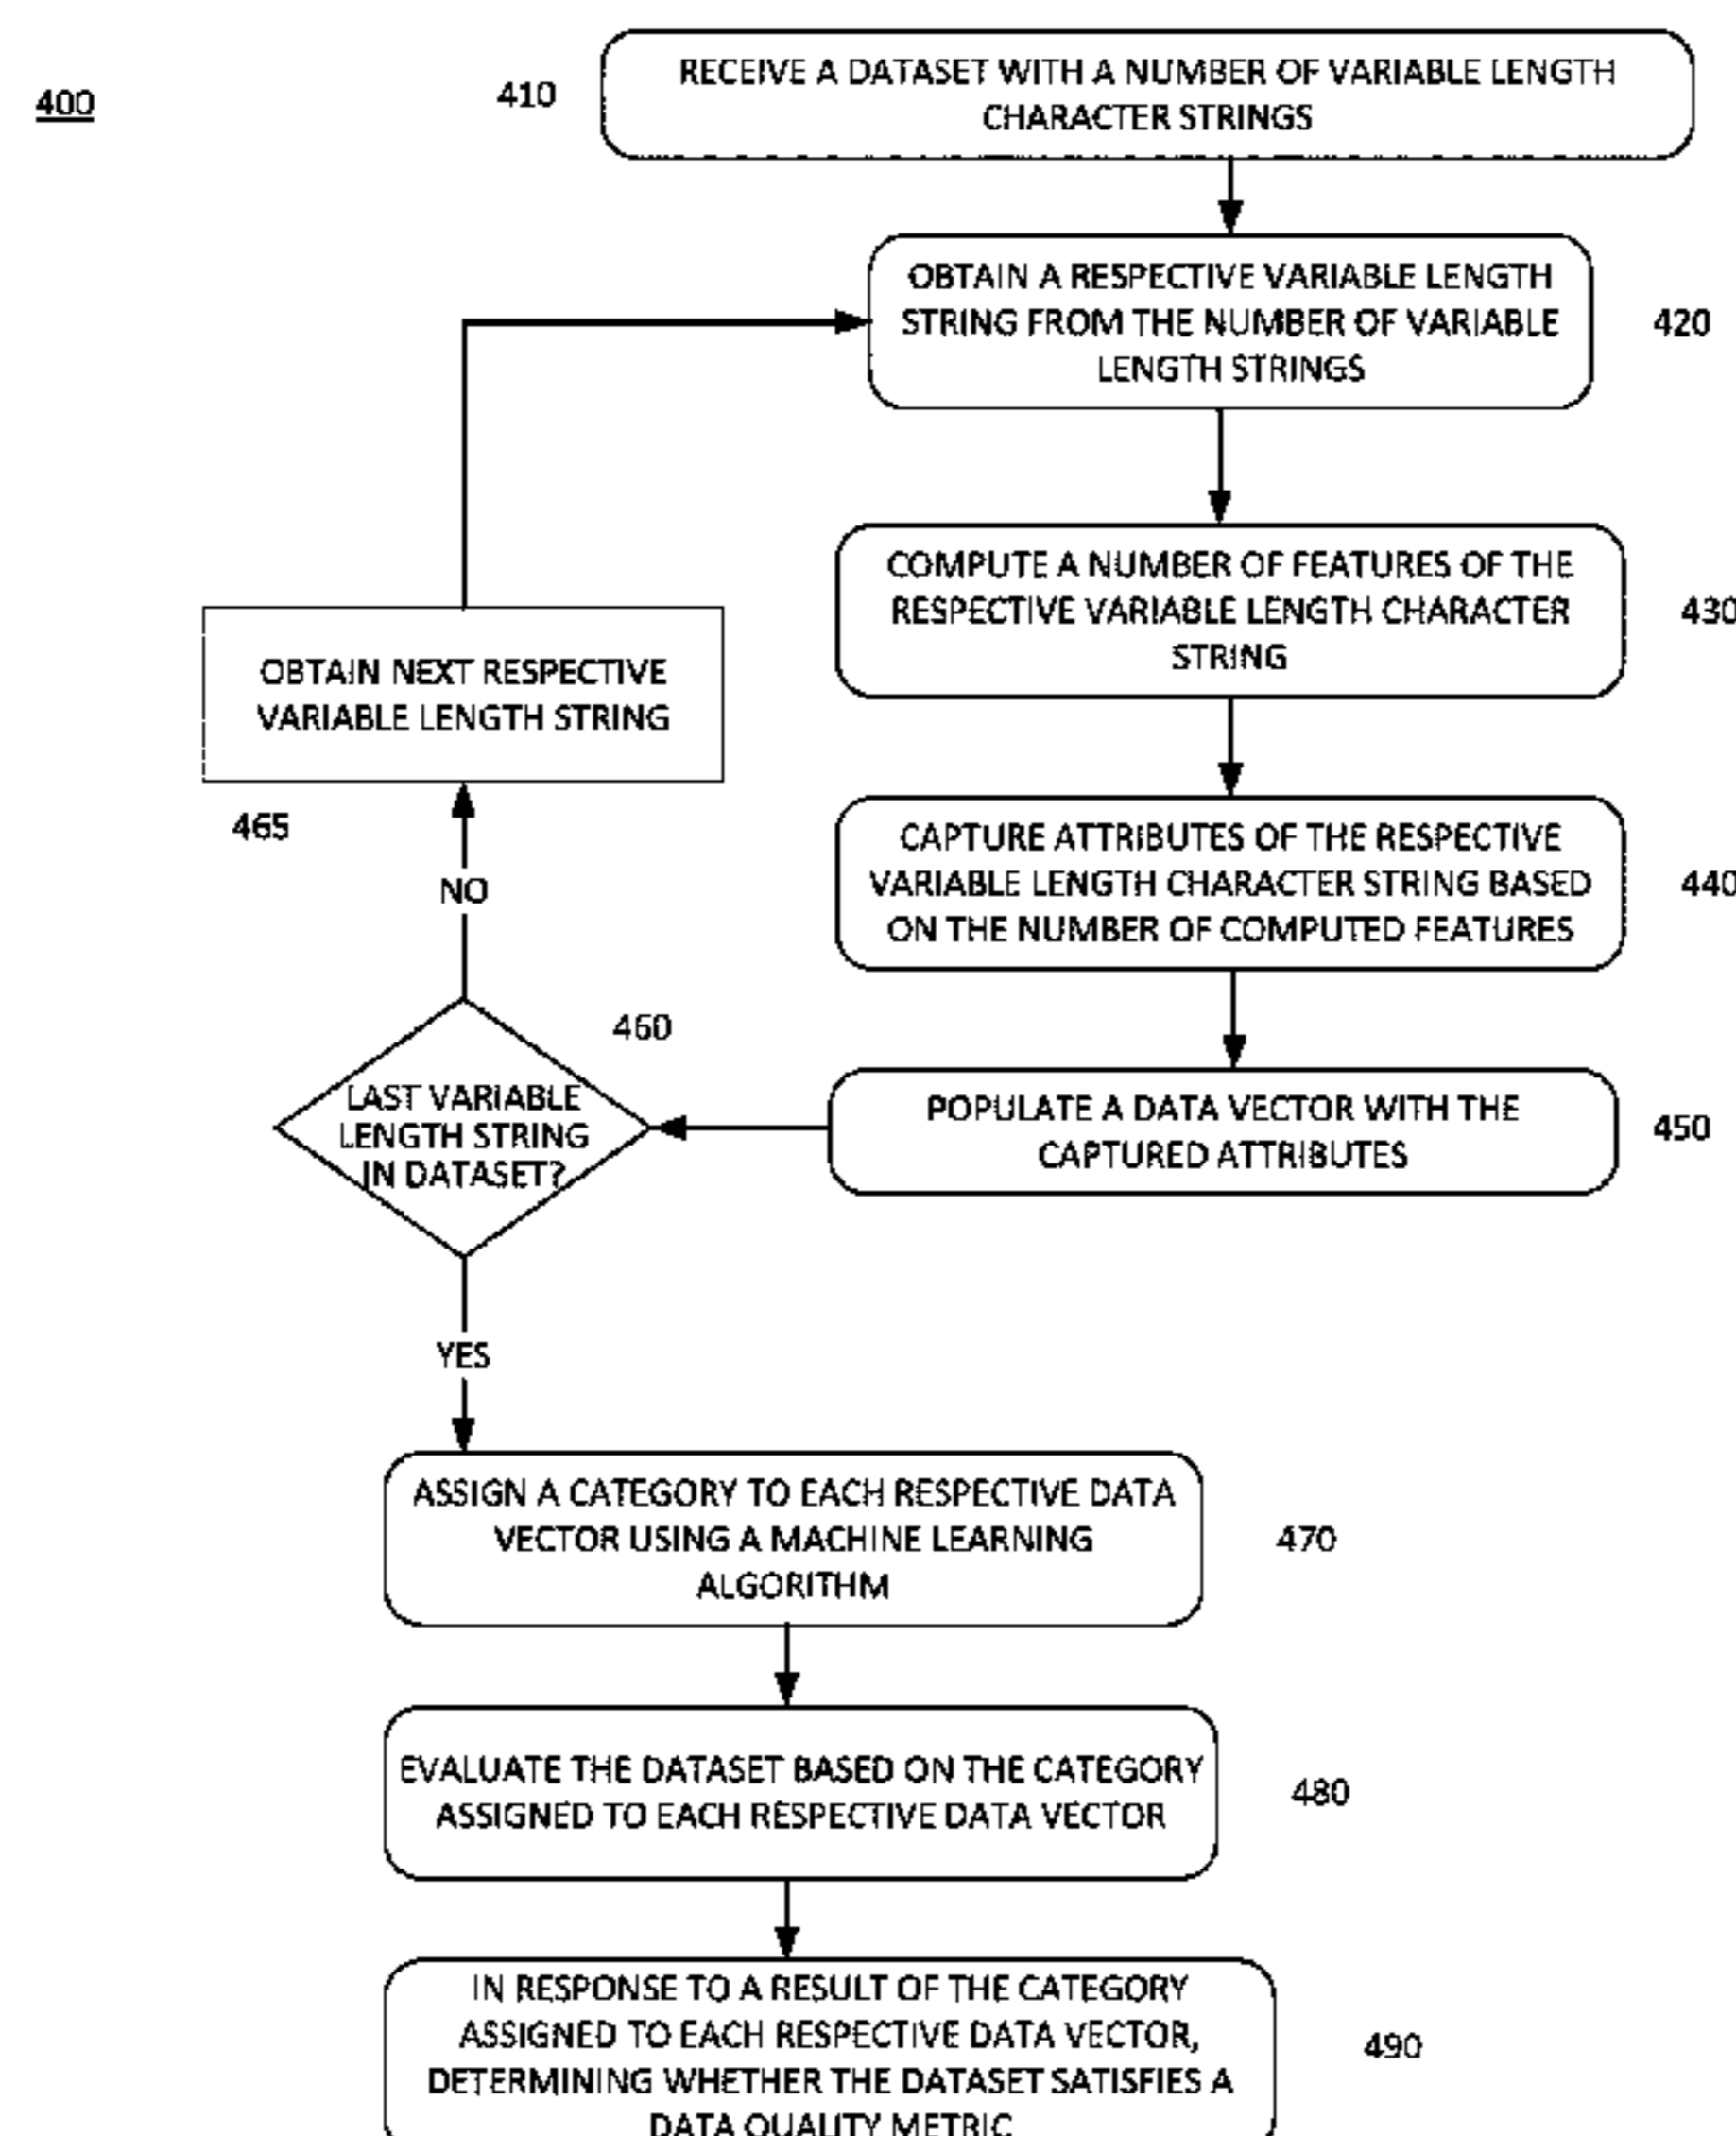 400
410
RECEIVE A DATASET WITH A NUMBER OF VARIABLE LENGTH
CHARACTER STRINGS
OBTAIN A RESPECTIVE VARIABLE LENGTH
STRING FROM THE NUMBER OF VARIABLE
LENGTH STRINGS
420
COMPUTE A NUMBER OF FEATURES OF THE
RESPECTIVE VARIABLE LENGTH CHARACTER
STRING
430
OBTAIN NEXT RESPECTIVE
VARIABLE LENGTH STRING
465
CAPTURE ATTRIBUTES OF THE RESPECTIVE
VARIABLE LENGTH CHARACTER STRING BASED
ON THE NUMBER OF COMPUTED FEATURES
440
NO
460
LAST VARIABLE
LENGTH STRING
IN DATASET?
POPULATE A DATA VECTOR WITH THE
CAPTURED ATTRIBUTES
450
YES
ASSIGN A CATEGORY TO EACH RESPECTIVE DATA
VECTOR USING A MACHINE LEARNING
ALGORITHM
470
EVALUATE THE DATASET BASED ON THE CATEGORY
ASSIGNED TO EACH RESPECTIVE DATA VECTOR
480
IN RESPONSE TO A RESULT OF THE CATEGORY
ASSIGNED TO EACH RESPECTIVE DATA VECTOR,
DETERMINING WHETHER THE DATASET SATISFIES A
DATA QUALITY METRIC
490